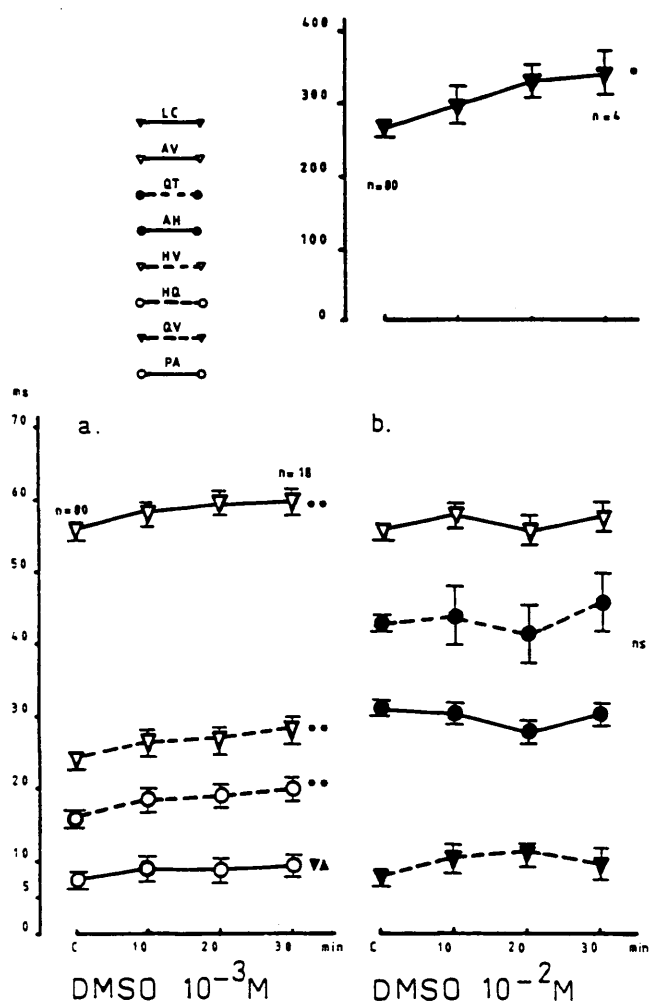 400
300
200
100
0
n=80
n=4
LC
AV
QT
AH
HV
HQ
QV
PA
ms
70
60
50
40
30
20
10
5
0
a.
n=80
n=18
b.
ns
C 10 20 30 min
C 10 20 30 min
DMSO 10-3M
DMSO 10-2M